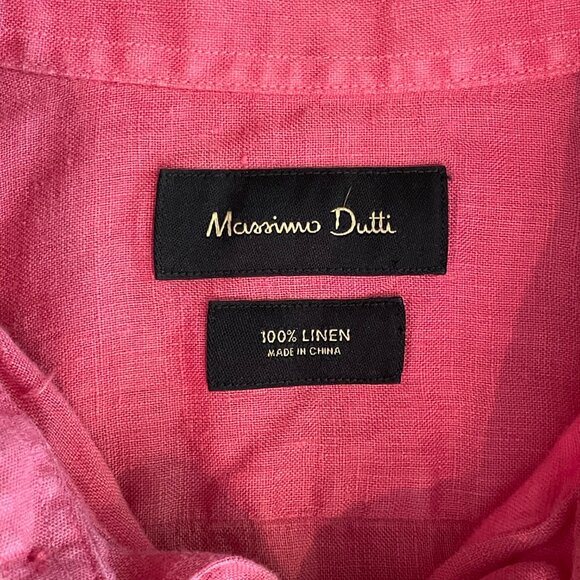 Massimo Dutti
100% LINEN
MADE IN CHINA